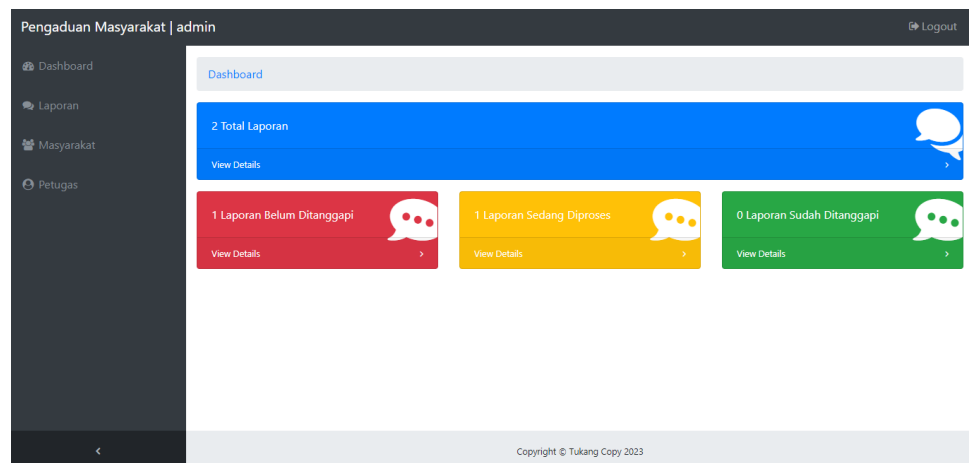 Pengaduan Masyarakat | admin
Logout
Dashboard
Laporan
Masyarakat
Petugas
Dashboard
2 Total Laporan
View Details
1 Laporan Belum Ditanggapi
View Details
1 Laporan Sedang Diproses
View Details
0 Laporan Sudah Ditanggapi
View Details
Copyright © Tukang Copy 2023